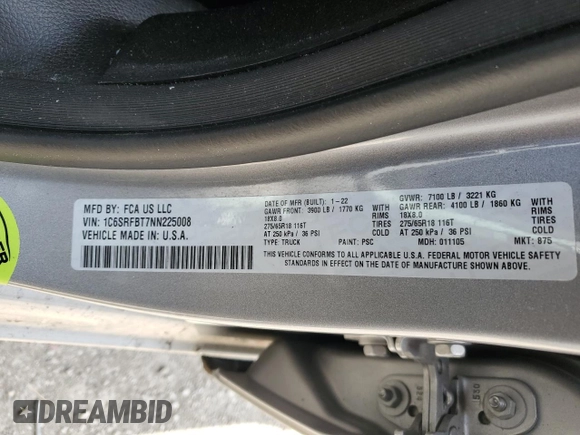 MFD BY: FCA US LLC
VIN: 1C6SRFBT7NN225008
VEHICLE MADE IN U.S.A.
DATE OF MFR (BUILT): 1-22
GAWR FRONT: 3900 LB / 1770 KG WITH
18X8.0 RIMS
275/65R18 116T TIRES
AT 250 kPa / 36 PSI COLD
TYPE: TRUCK PAINT: PSC
GVWR: 7100 LB / 3221 KG
GAWR REAR: 4100 LB / 1860 KG WITH
18X8.0 RIMS
275/65R18 116T TIRES
AT 250 kPa / 36 PSI COLD
MDH: 011105 MKT: 875
THIS VEHICLE CONFORMS TO ALL APPLICABLE U.S.A. FEDERAL MOTOR VEHICLE SAFETY
STANDARDS IN EFFECT ON THE DATE OF MANUFACTURE SHOWN ABOVE.
DREAMBID